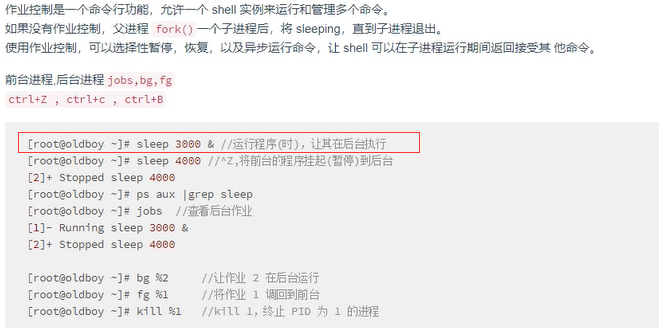 作业控制是一个命令行功能，允许一个 shell 实例来运行和管理多个命令。
如果没有作业控制，父进程 fork() 一个子进程后，将 sleeping，直到子进程退出。
使用作业控制，可以选择性暂停，恢复，以及异步运行命令，让 shell 可以在子进程运行期间返回接受其 他命令。
前台进程,后台进程 jobs,bg,fg
ctrl+Z , ctrl+c , ctrl+B
[root@oldboy ~]# sleep 3000 & //运行程序(时)，让其在后台执行
[root@oldboy ~]# sleep 4000 //^Z,将前台的程序挂起(暂停)到后台
[2]+ Stopped sleep 4000
[root@oldboy ~]# ps aux |grep sleep
[root@oldboy ~]# jobs  //查看后台作业
[1]- Running sleep 3000 &
[2]+ Stopped sleep 4000
[root@oldboy ~]# bg %2     //让作业 2 在后台运行
[root@oldboy ~]# fg %1     //将作业 1 调回到前台
[root@oldboy ~]# kill %1   //kill 1，终止 PID 为 1 的进程